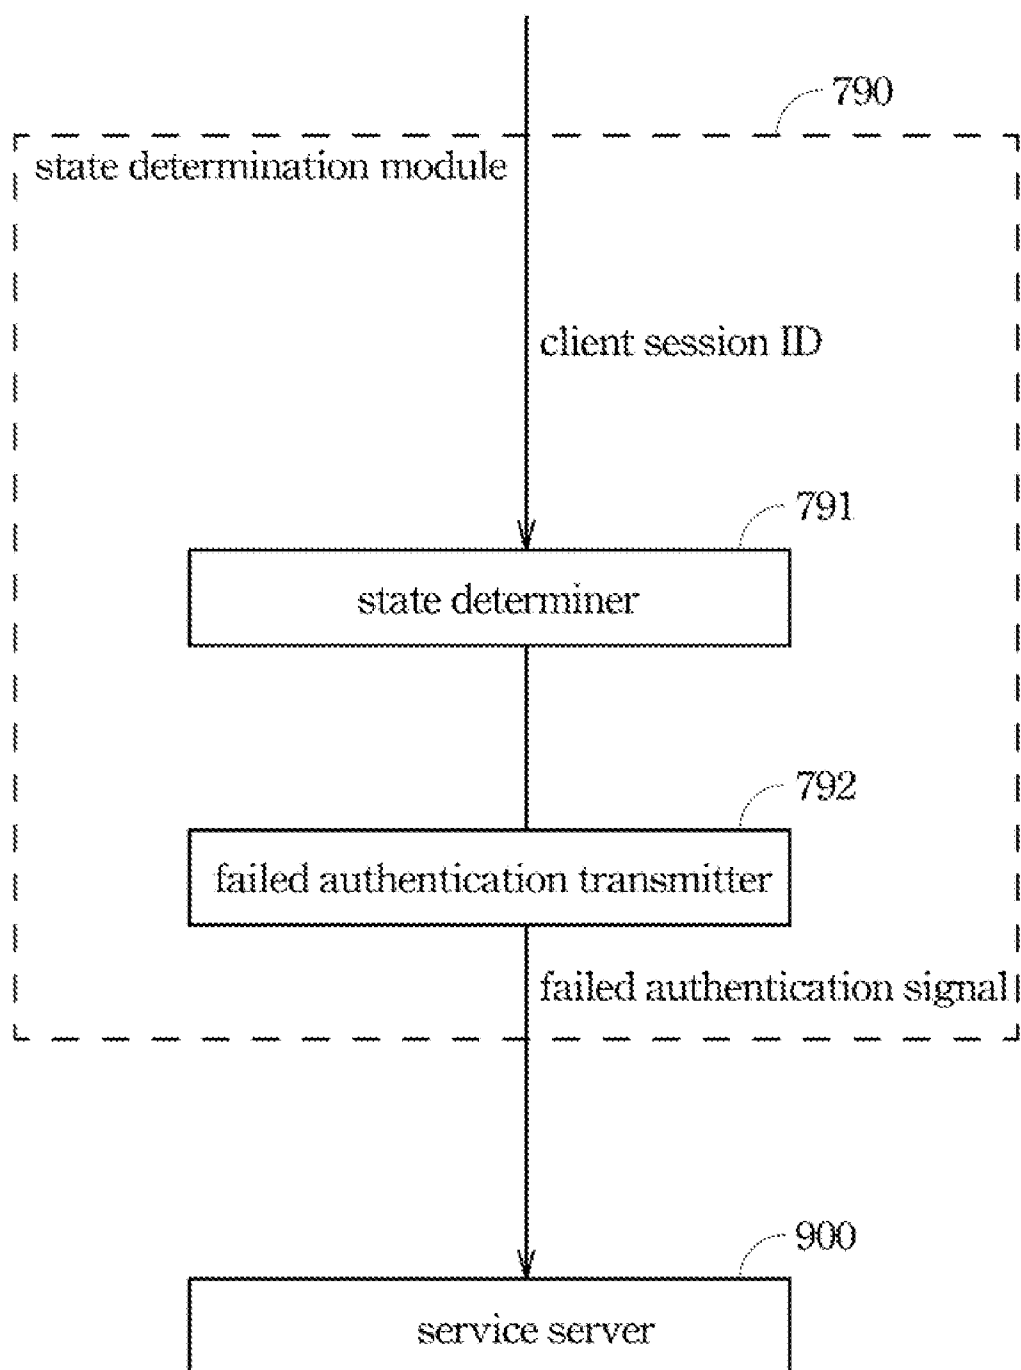 790
state determination module
client session ID
791
state determiner
792
failed authentication transmitter
failed authentication signal
900
service server